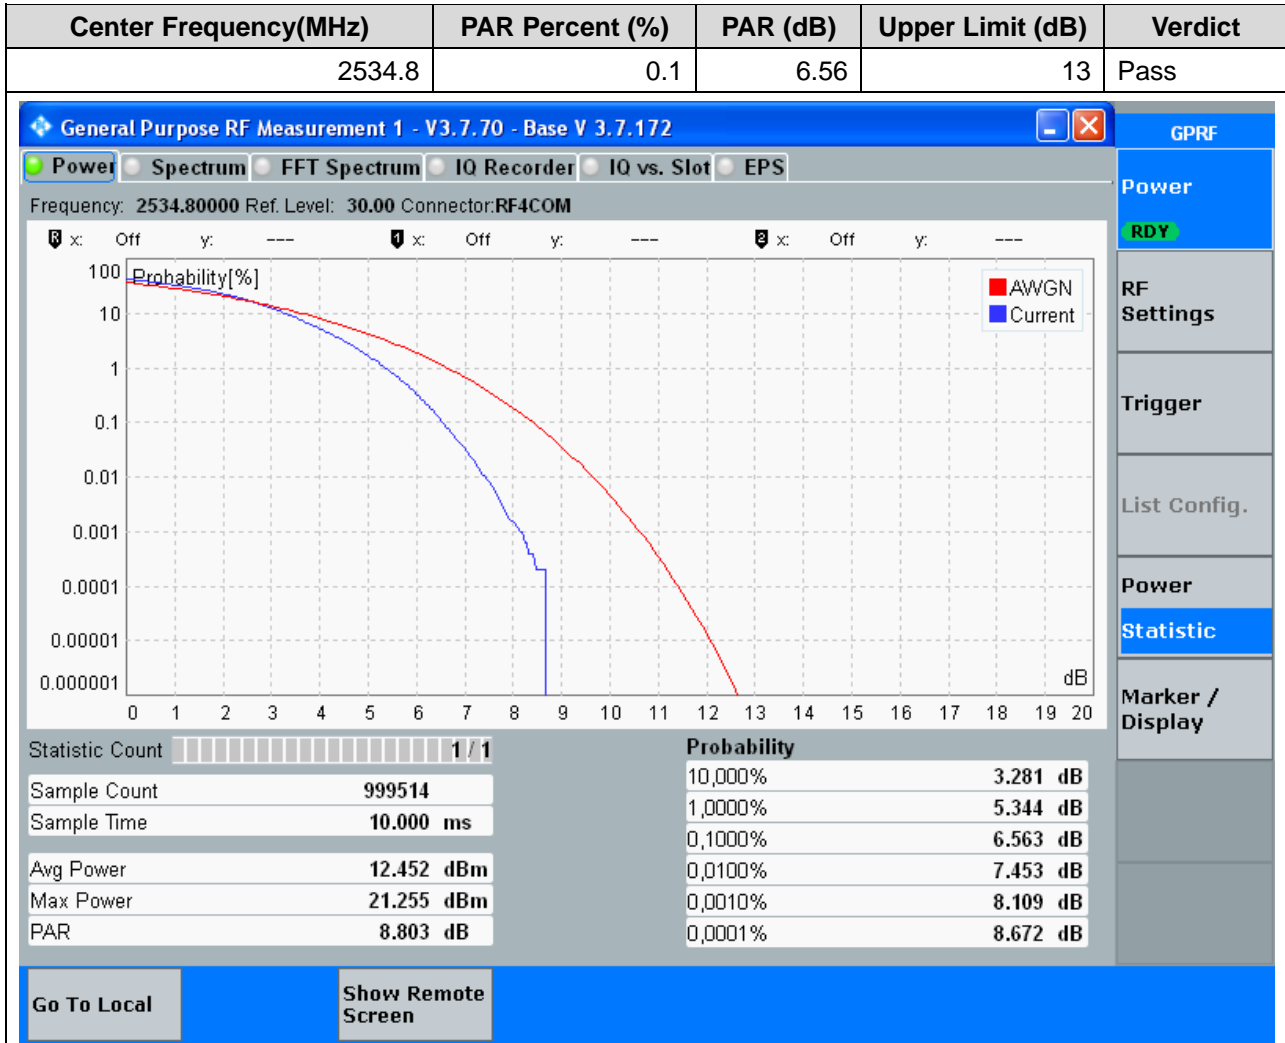 Center Frequency(MHz) PAR Percent (%) PAR (dB) Upper Limit (dB) Verdict
2534.8 0.1 6.56 13 Pass
General Purpose RF Measurement 1 - V3.7.70 - Base V 3.7.172
GPRF
Power Spectrum FFT Spectrum IQ Recorder IQ vs. Slot EPS
Frequency: 2534.80000 Ref. Level: 30.00 Connector:RF4COM
R x: Off y: --- 1 x: Off y: --- 2 x: Off y: ---
Probability[%]
AWGN
Current
100
10
1
0.1
0.01
0.001
0.0001
0.00001
0.000001
dB
0 1 2 3 4 5 6 7 8 9 10 11 12 13 14 15 16 17 18 19 20
Statistic Count 1 / 1
Sample Count 999514
Sample Time 10.000 ms
Avg Power 12.452 dBm
Max Power 21.255 dBm
PAR 8.803 dB
Probability
10,000% 3.281 dB
1,0000% 5.344 dB
0,1000% 6.563 dB
0,0100% 7.453 dB
0,0010% 8.109 dB
0,0001% 8.672 dB
Power
RDY
RF
Settings
Trigger
List Config.
Power
Statistic
Marker /
Display
Go To Local
Show Remote
Screen